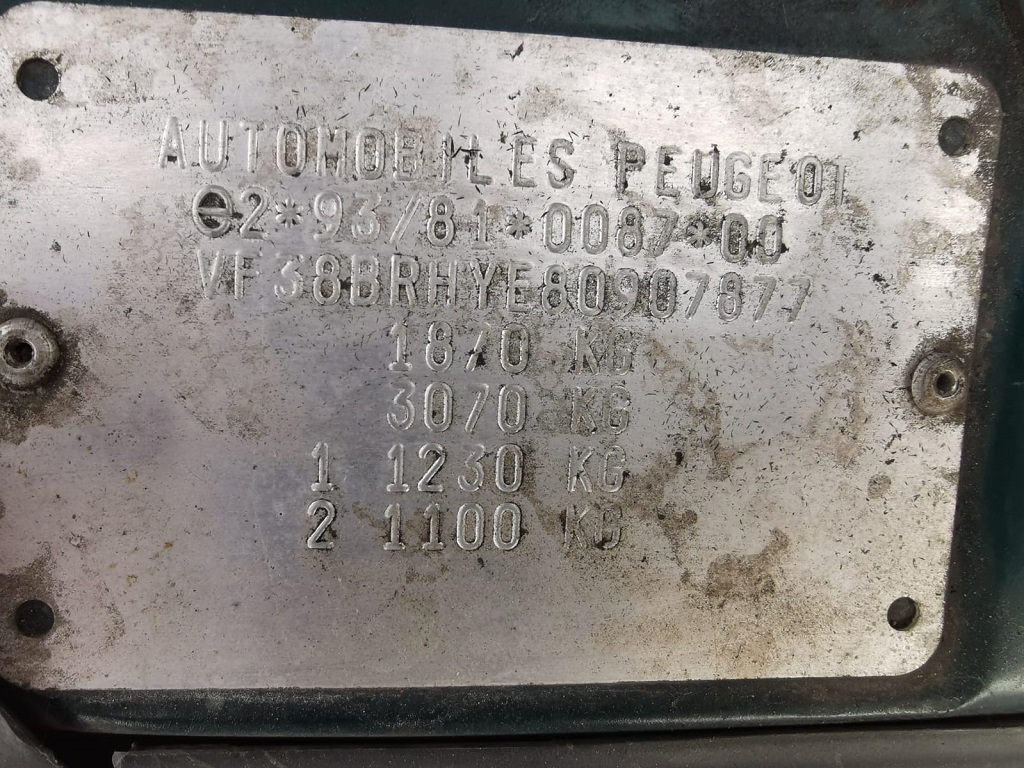 AUTOMOBILES PEUGEOT
e2*93/81*0087*00
VF38BRHYE80907877
1870 KG
3070 KG
1 1230 KG
2 1100 KG